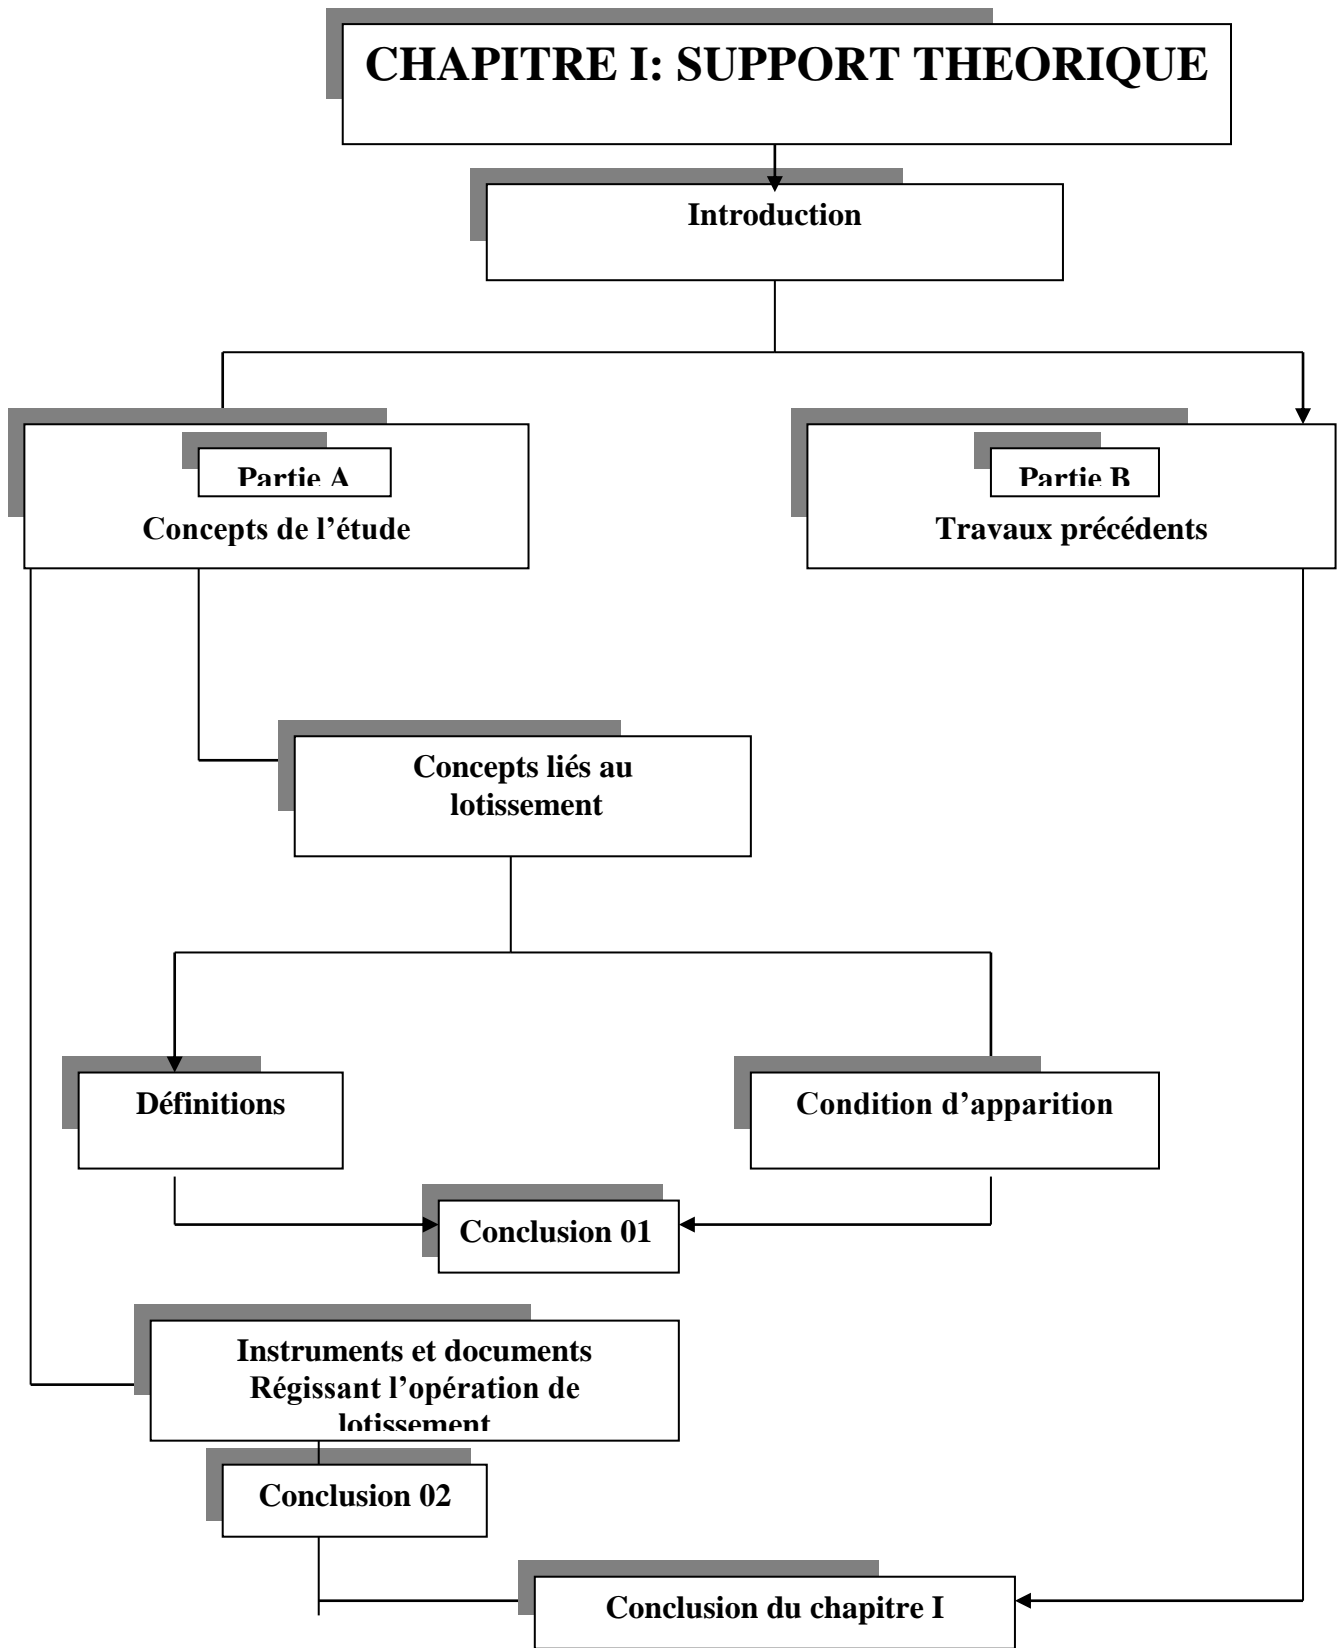 CHAPITRE I: SUPPORT THEORIQUE
Introduction
Partie A
Concepts de l’étude
Partie B
Travaux précédents
Concepts liés au
lotissement
Définitions
Condition d’apparition
Conclusion 01
Instruments et documents
Régissant l’opération de
lotissement
Conclusion 02
Conclusion du chapitre I